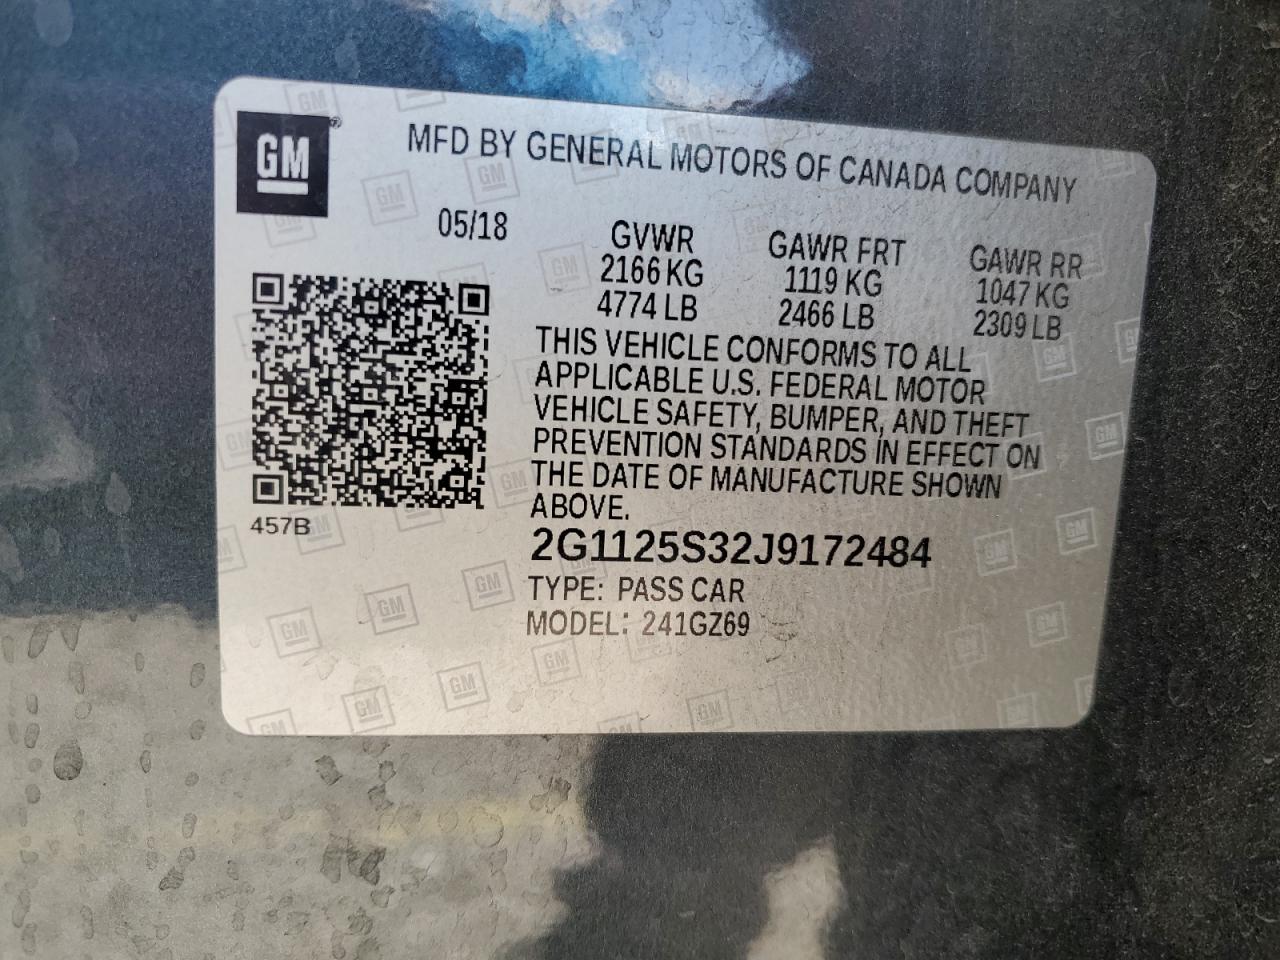 GM
MFD BY GENERAL MOTORS OF CANADA COMPANY
05/18
GVWR
2166 KG
4774 LB
GAWR FRT
1119 KG
2466 LB
GAWR RR
1047 KG
2309 LB
THIS VEHICLE CONFORMS TO ALL
APPLICABLE U.S. FEDERAL MOTOR
VEHICLE SAFETY, BUMPER, AND THEFT
PREVENTION STANDARDS IN EFFECT ON
THE DATE OF MANUFACTURE SHOWN
ABOVE.
457B
2G1125S32J9172484
TYPE: PASS CAR
MODEL: 241GZ69